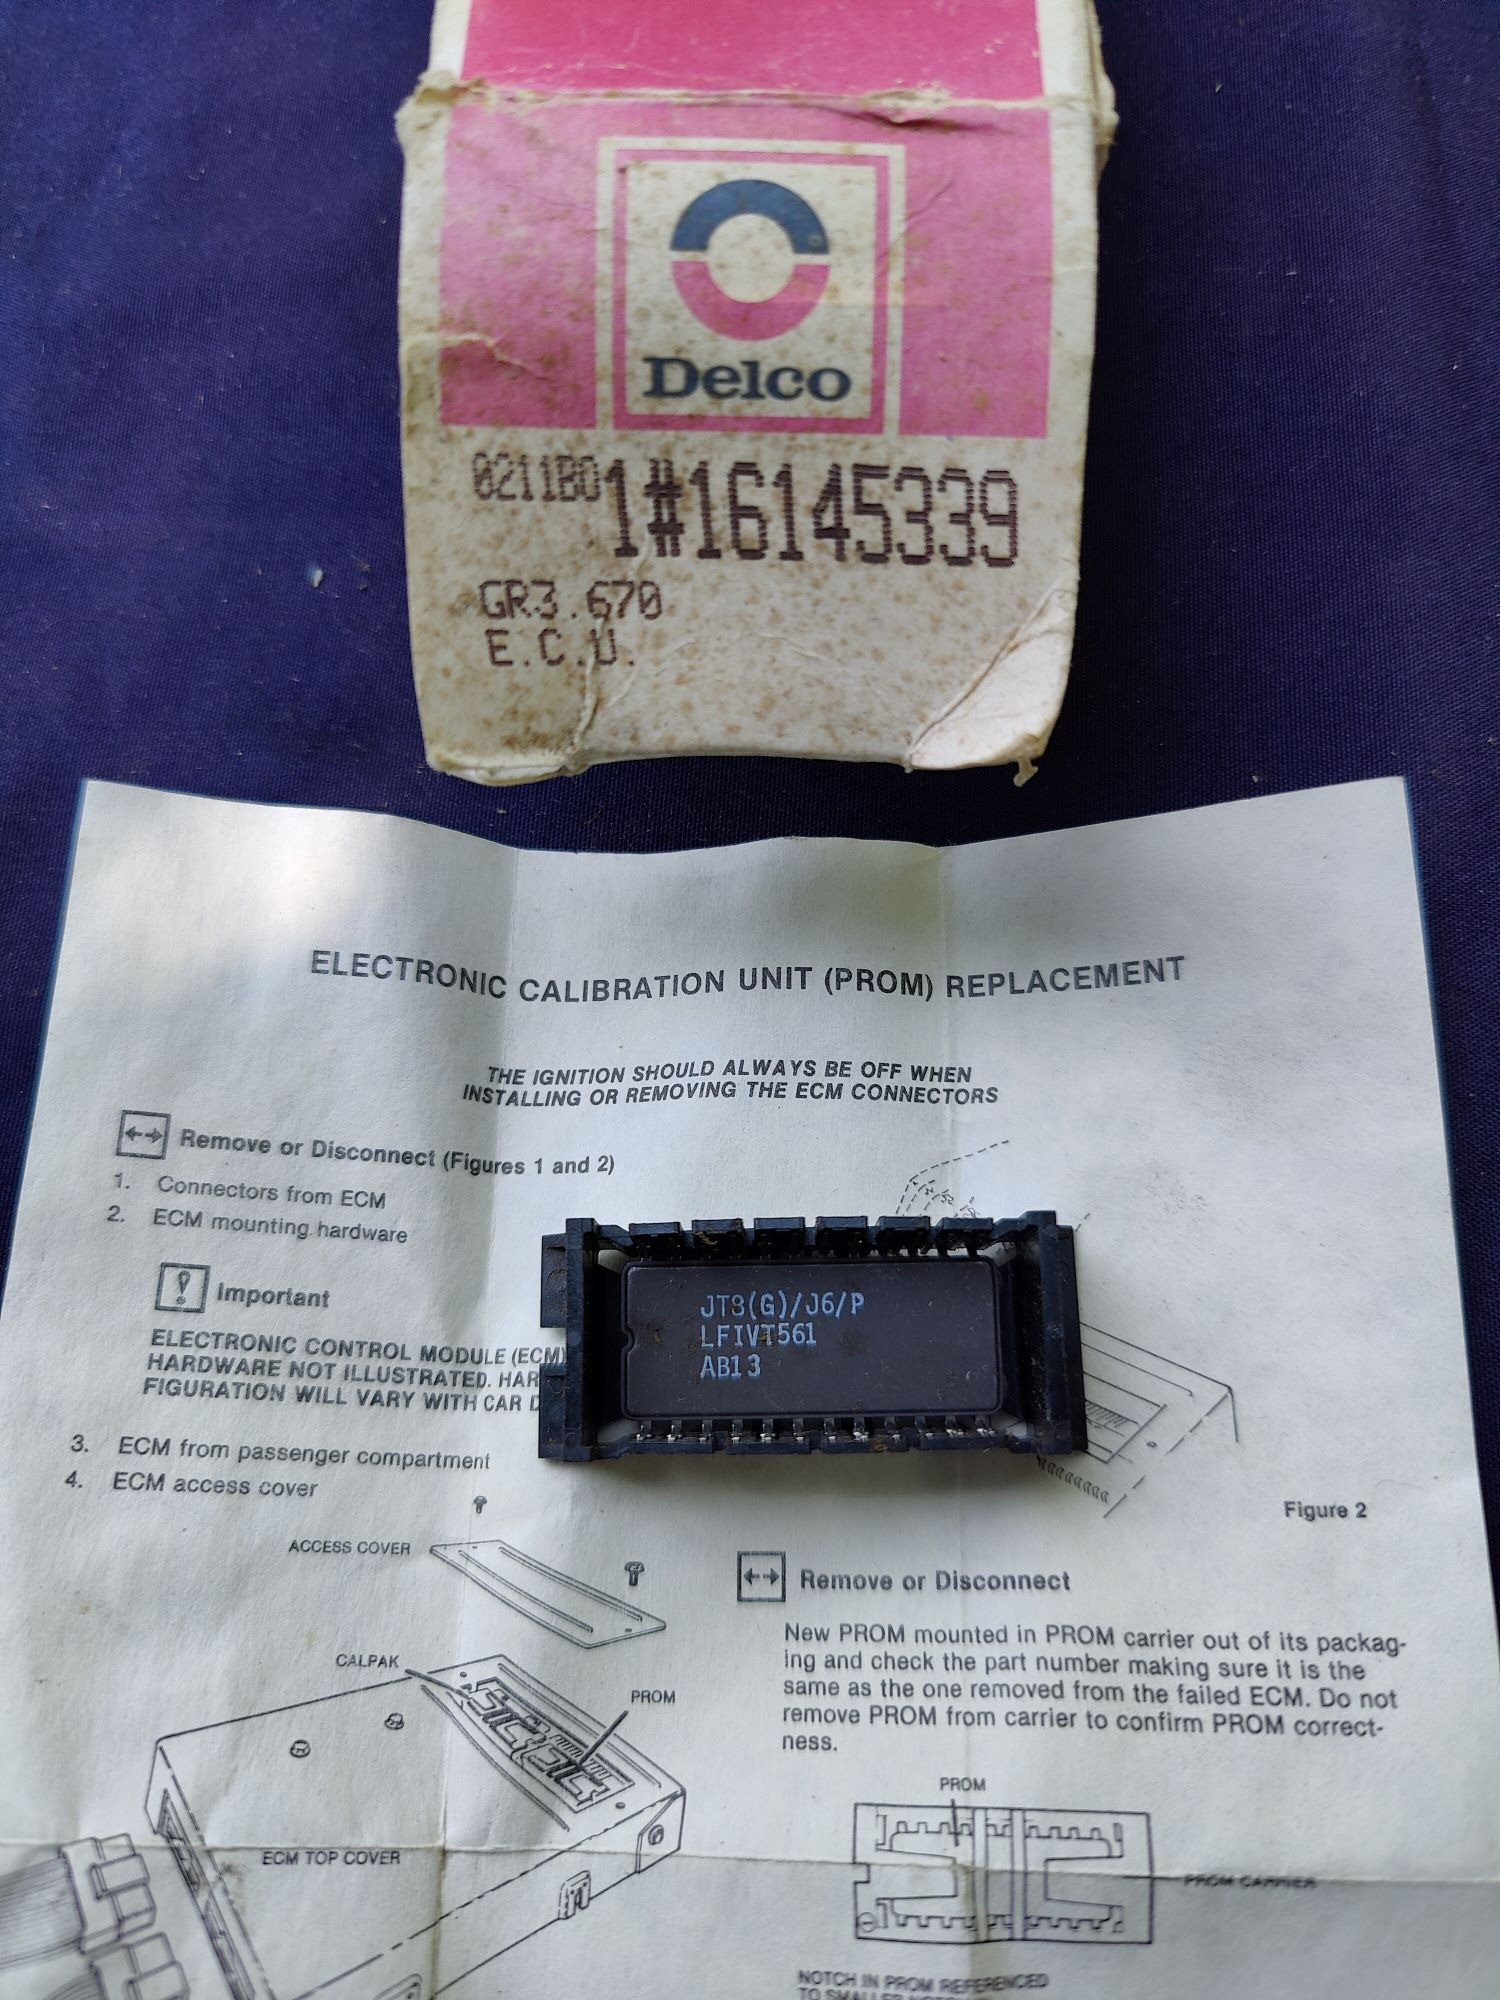 Delco
0211B0 1#16145339
GR3.670
E.C.U.
ELECTRONIC CALIBRATION UNIT (PROM) REPLACEMENT
THE IGNITION SHOULD ALWAYS BE OFF WHEN
INSTALLING OR REMOVING THE ECM CONNECTORS
Remove or Disconnect (Figures 1 and 2)
1. Connectors from ECM
2. ECM mounting hardware
! Important
ELECTRONIC CONTROL MODULE (ECM)
HARDWARE NOT ILLUSTRATED. HAR
FIGURATION WILL VARY WITH CAR D
3. ECM from passenger compartment
4. ECM access cover
JT8(G)/J6/P
LFIVT561
AB13
Figure 2
ACCESS COVER
CALPAK
PROM
ECM TOP COVER
Remove or Disconnect
New PROM mounted in PROM carrier out of its packag-
ing and check the part number making sure it is the
same as the one removed from the failed ECM. Do not
remove PROM from carrier to confirm PROM correct-
ness.
PROM
PROM CARRIER
NOTCH IN PROM REFERENCED
TO SMALLER